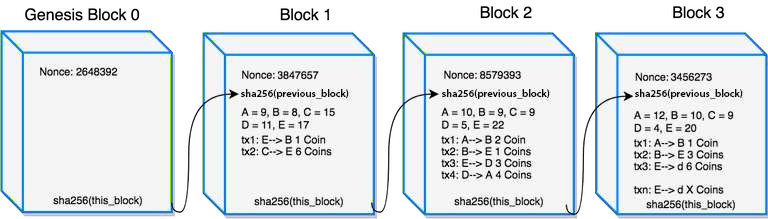 Genesis Block 0
Nonce: 2648392
sha256(this_block)
Block 1
Nonce: 3847657
sha256(previous_block)
A = 9, B = 8, C = 15
D = 11, E = 17
tx1: E--> B 1 Coin
tx2: C--> E 6 Coins
sha256(this_block)
Block 2
Nonce: 8579393
sha256(previous_block)
A = 10, B = 9, C = 9
D = 5, E = 22
tx1: A--> B 2 Coin
tx2: B--> E 1 Coins
tx3: E--> D 3 Coins
tx4: D--> A 4 Coins
sha256(this_block)
Block 3
Nonce: 3456273
sha256(previous_block)
A = 12, B = 10, C = 9
D = 4, E = 20
tx1: A--> B 1 Coin
tx2: B--> E 3 Coins
tx3: E--> d 6 Coins
txn: E--> d X Coins
sha256(this_block)